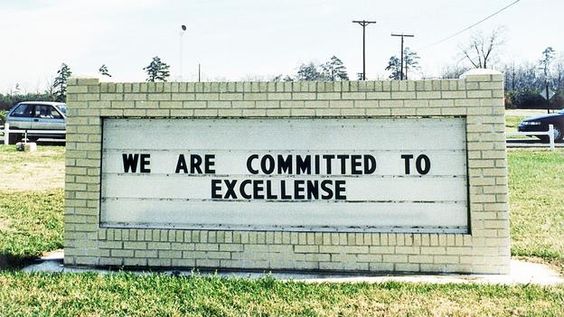 WE ARE COMMITTED TO
EXCELLENSE